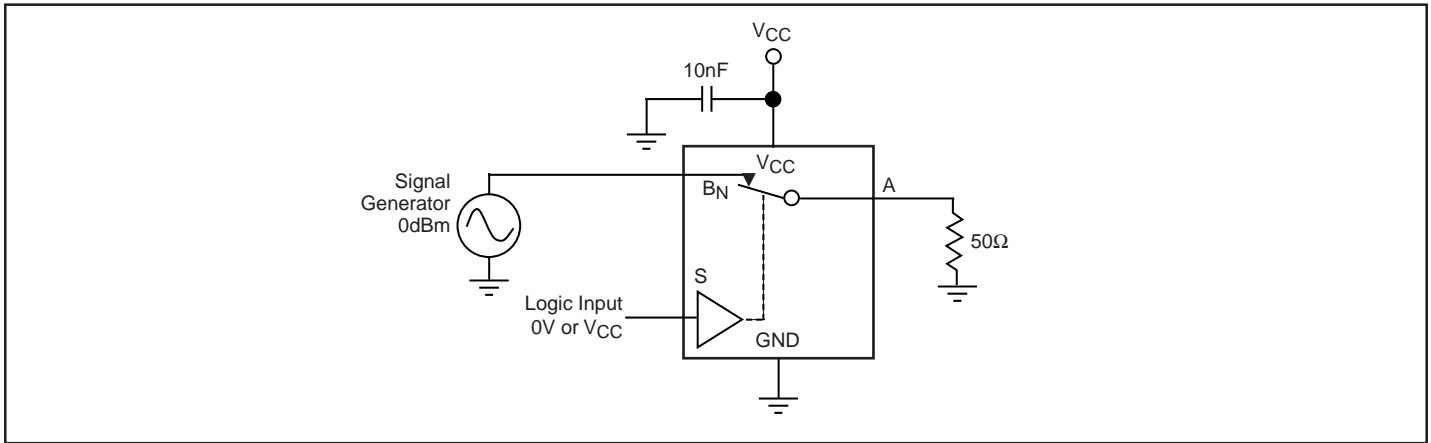 VCC
10nF
VCC
Signal
Generator
0dBm
BN
A
50Ω
S
Logic Input
0V or VCC
GND